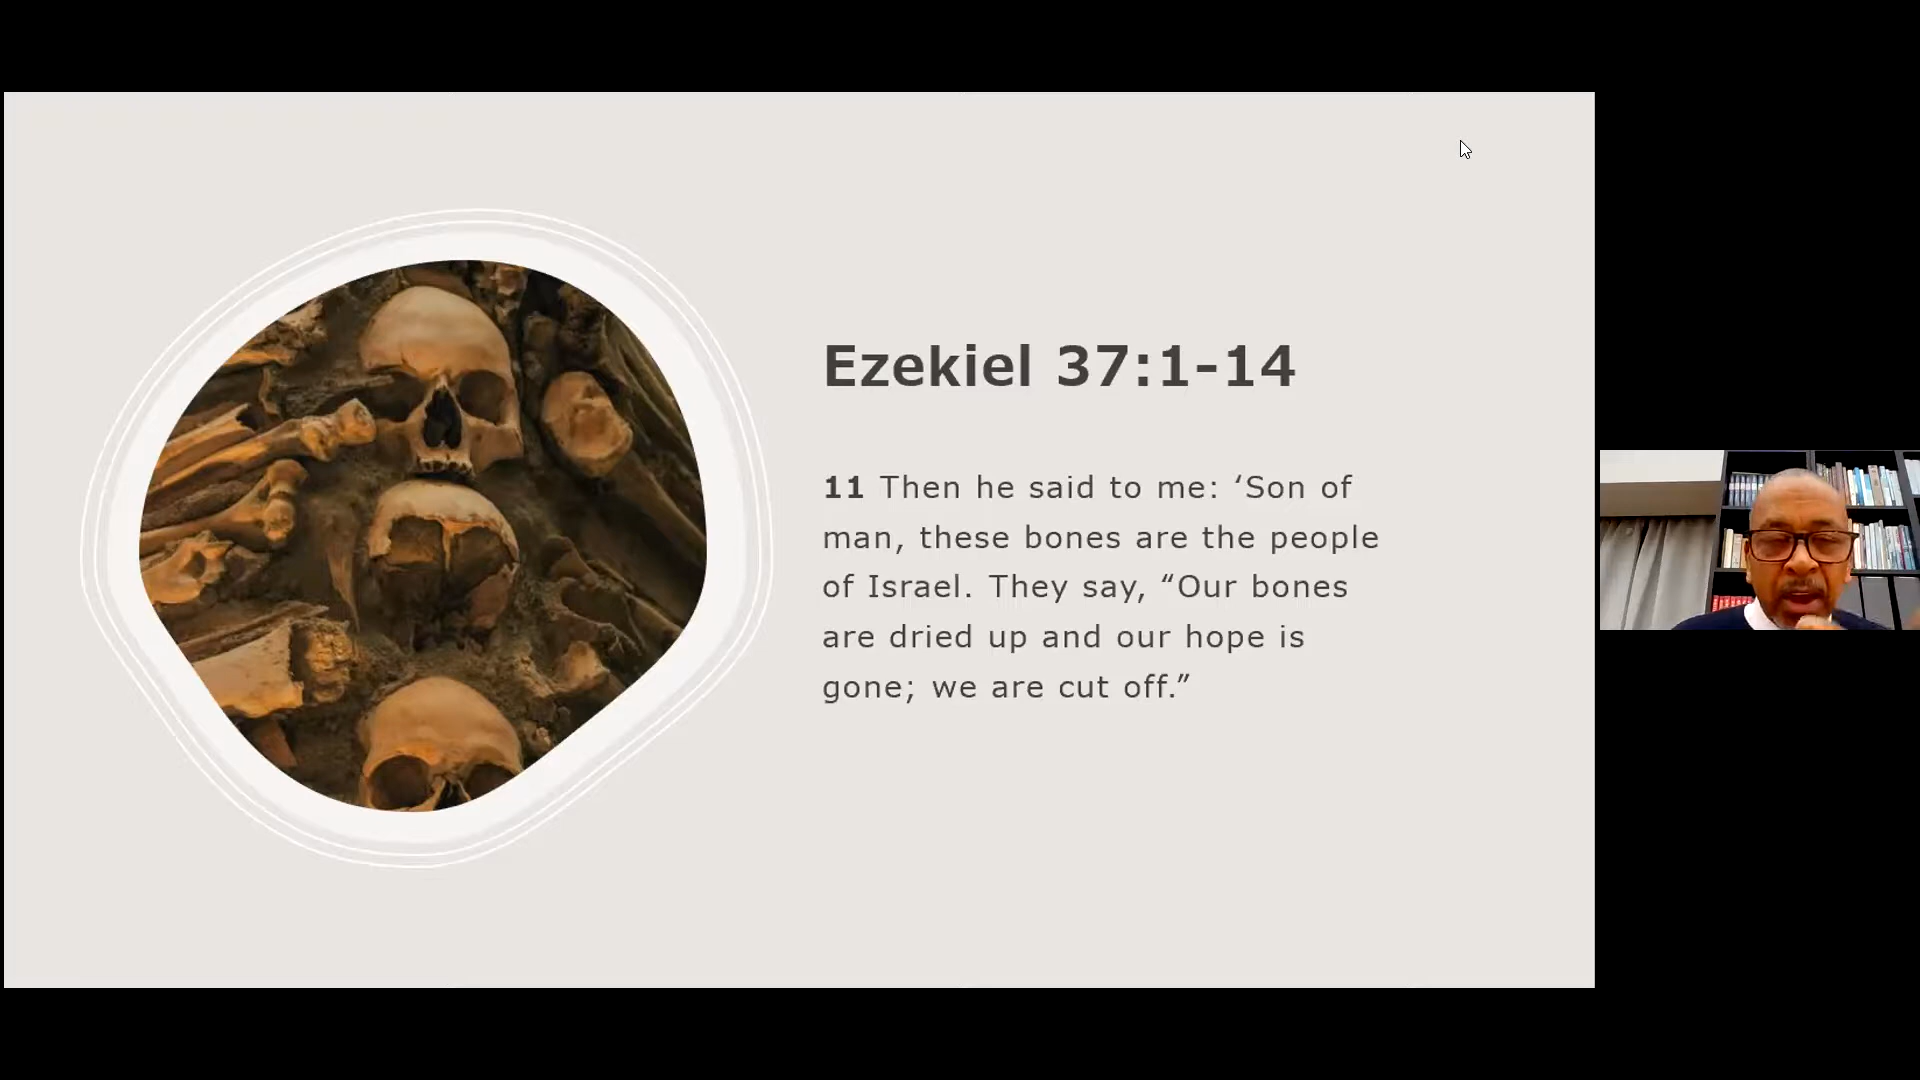 Ezekiel 37:1-14
11 Then he said to me: ‘Son of
man, these bones are the people
of Israel. They say, “Our bones
are dried up and our hope is
gone; we are cut off.”